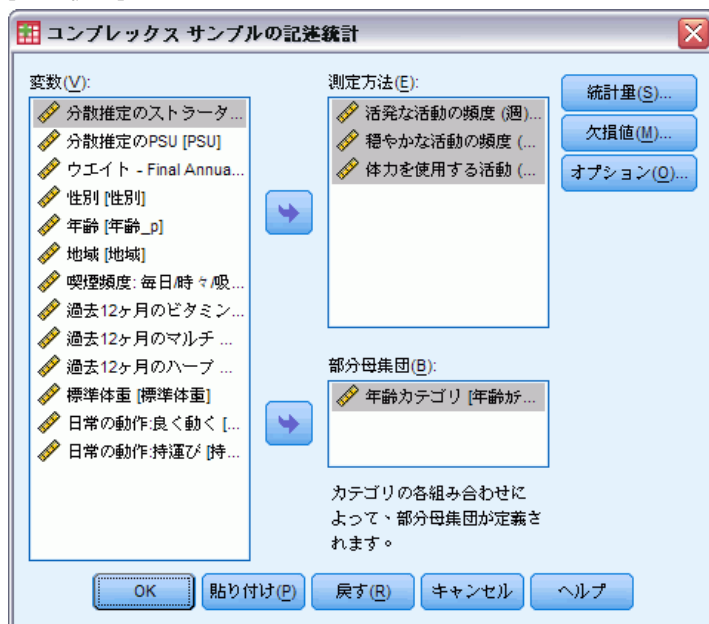 コンプレックス サンプルの記述統計
変数(V):
分散推定のストラータ...
分散推定のPSU [PSU]
ウエイト - Final Annua...
性別 [性別]
年齢 [年齢_p]
地域 [地域]
喫煙頻度: 毎日/時々/吸...
過去12ヶ月のビタミン...
過去12ヶ月のマルチ ...
過去12ヶ月のハーブ ...
標準体重 [標準体重]
日常の動作:良く動く [...
日常の動作:持運び [持...
測定方法(E):
活発な活動の頻度 (週)...
穏やかな活動の頻度 (...
体力を使用する活動 (...
部分母集団(B):
年齢カテゴリ [年齢ｶﾃ...
カテゴリの各組み合わせに
よって、部分母集団が定義さ
れます。
統計量(S)...
欠損値(M)...
オプション(O)...
OK
貼り付け(P)
戻す(R)
キャンセル
ヘルプ